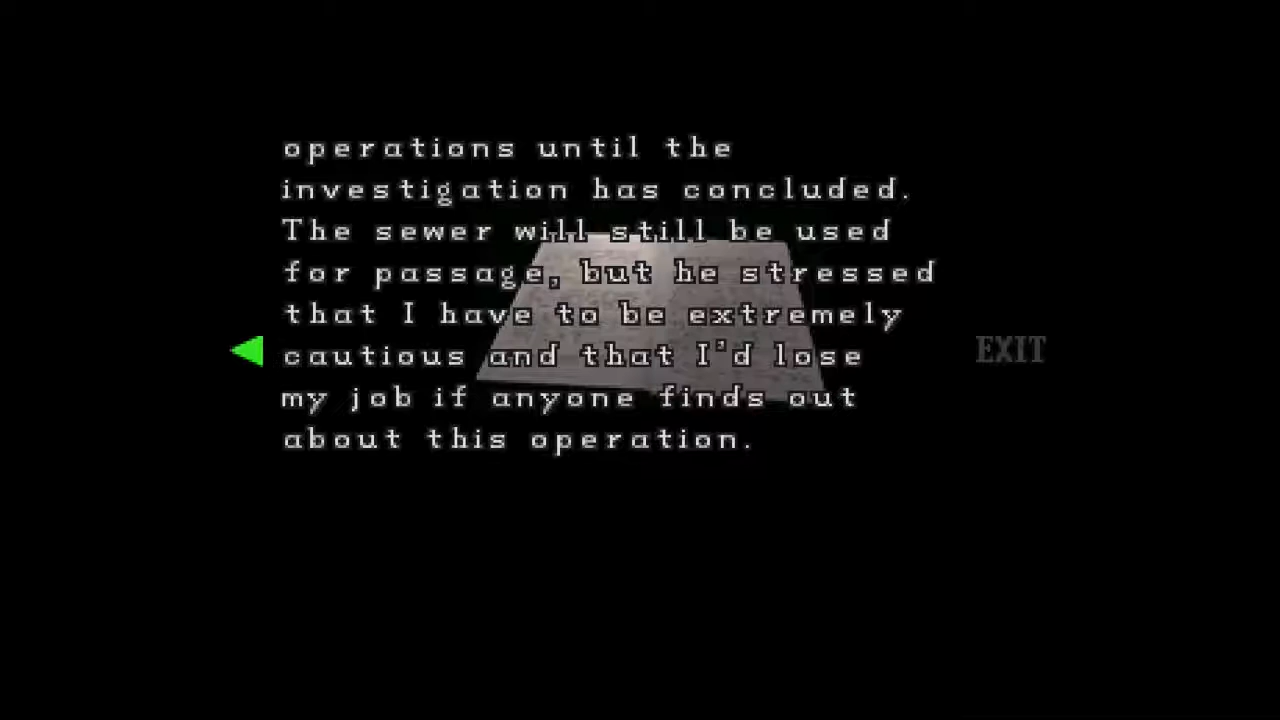 operations until the
investigation has concluded.
The sewer will still be used
for passage, but he stressed
that I have to be extremely
cautious and that I'd lose
my job if anyone finds out
about this operation.
EXIT